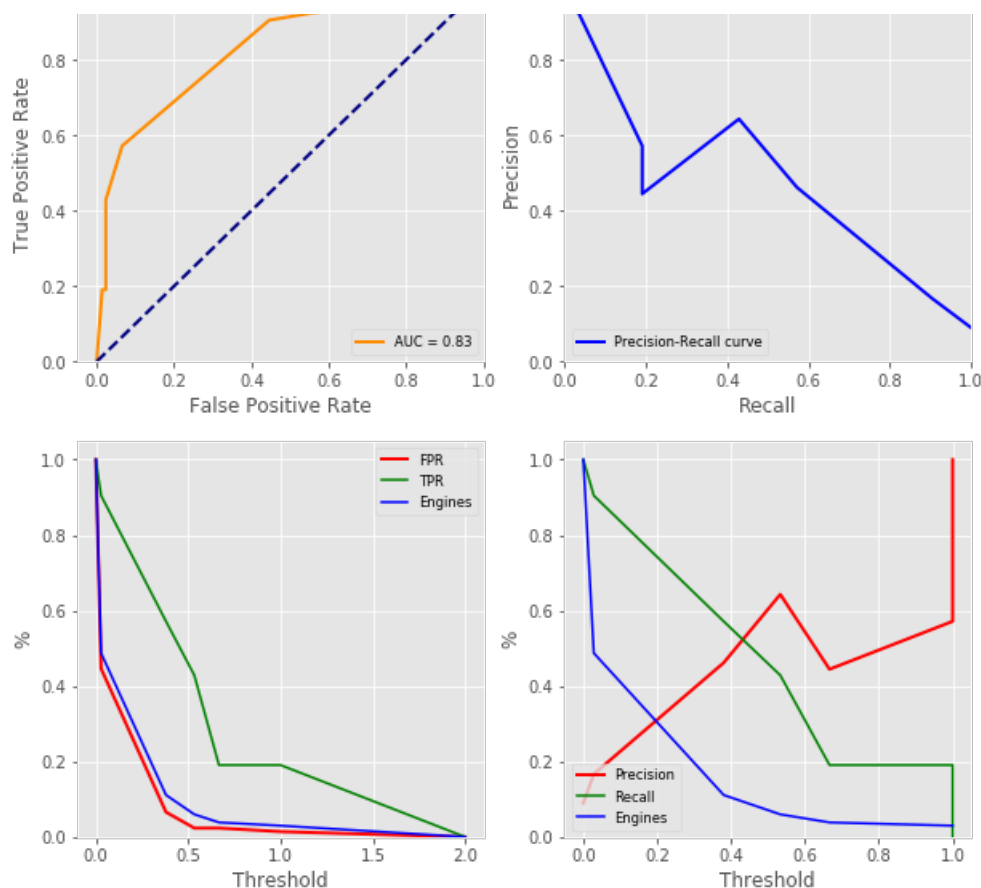 True Positive Rate
0.8
0.6
0.4
0.2
0.0
0.0 0.2 0.4 0.6 0.8 1.0
False Positive Rate
AUC = 0.83
Precision
0.8
0.6
0.4
0.2
0.0
0.0 0.2 0.4 0.6 0.8 1.0
Recall
Precision-Recall curve
%
1.0
0.8
0.6
0.4
0.2
0.0
0.0 0.5 1.0 1.5 2.0
Threshold
FPR
TPR
Engines
%
1.0
0.8
0.6
0.4
0.2
0.0
0.0 0.2 0.4 0.6 0.8 1.0
Threshold
Precision
Recall
Engines